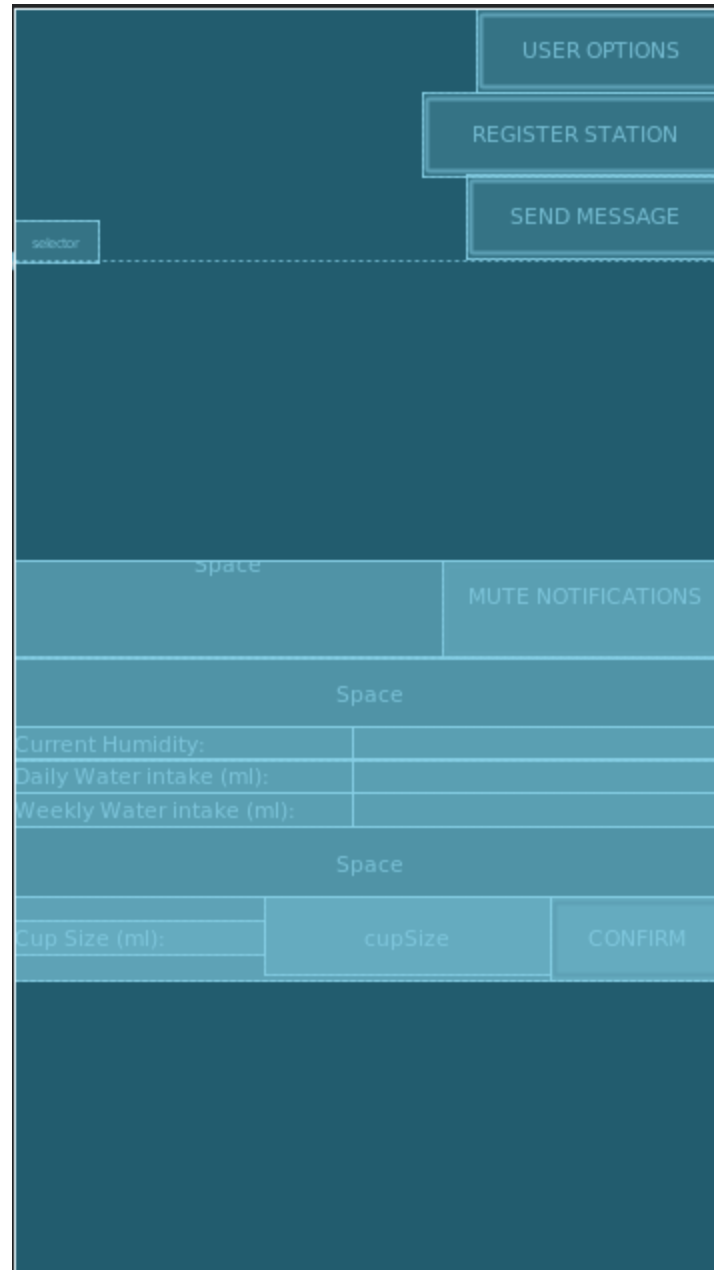 USER OPTIONS
REGISTER STATION
SEND MESSAGE
selector
Space
MUTE NOTIFICATIONS
Space
Current Humidity:
Daily Water intake (ml):
Weekly Water intake (ml):
Space
Cup Size (ml):
cupSize
CONFIRM